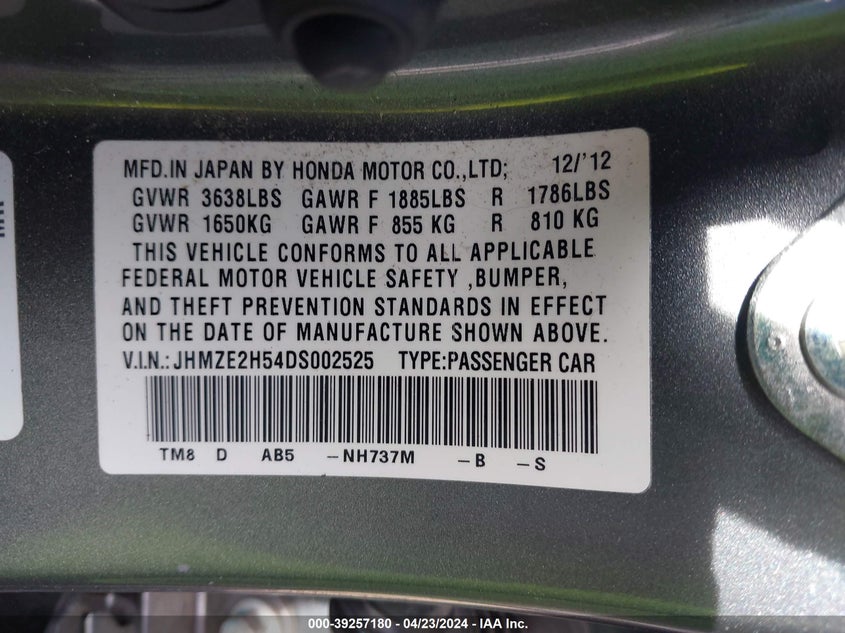 MFD.IN JAPAN BY HONDA MOTOR CO.,LTD; 12/'12
GVWR 3638LBS GAWR F 1885LBS R 1786LBS
GVWR 1650KG GAWR F 855 KG R 810 KG
THIS VEHICLE CONFORMS TO ALL APPLICABLE
FEDERAL MOTOR VEHICLE SAFETY ,BUMPER,
AND THEFT PREVENTION STANDARDS IN EFFECT
ON THE DATE OF MANUFACTURE SHOWN ABOVE.
V.I.N.:JHMZE2H54DS002525 TYPE:PASSENGER CAR
TM8 D AB5 -NH737M -B -S
000-39257180 - 04/23/2024 - IAA Inc.